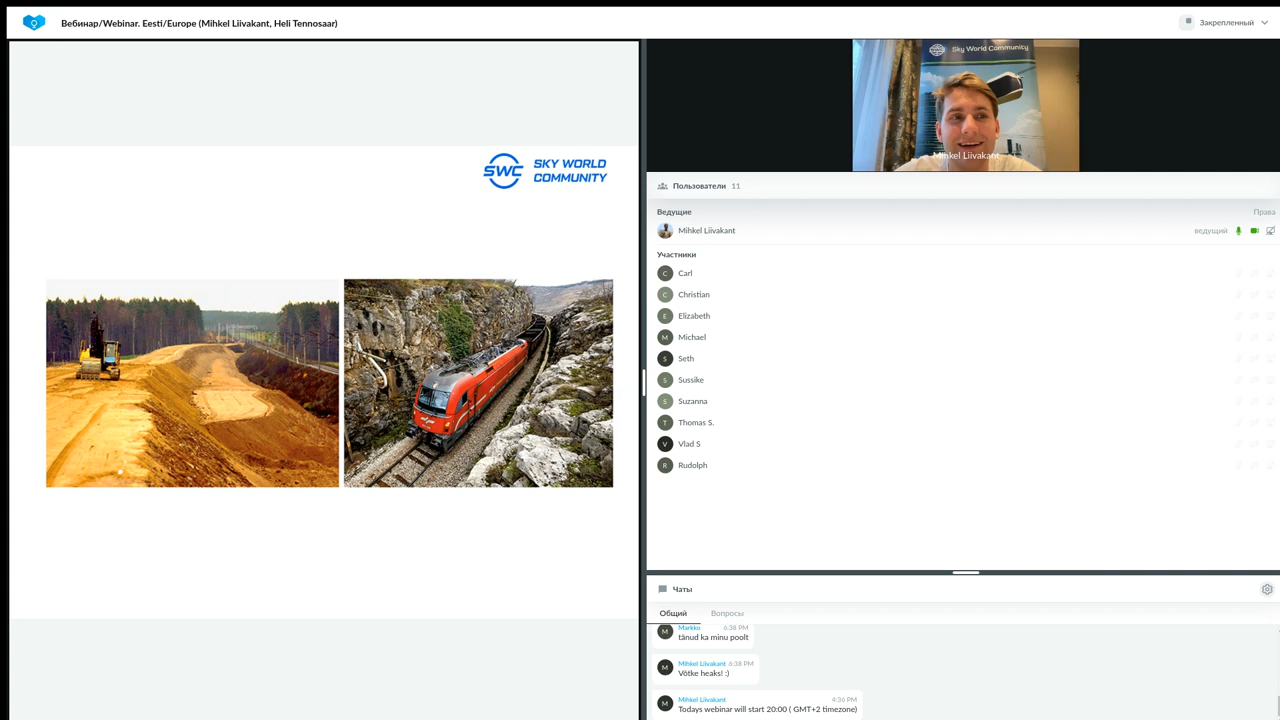 Вебинар/Webinar. Eesti/Europe (Mihkel Liivakant, Heli Tennosaar)
Закрепленный
SWC
SKY WORLD
COMMUNITY
Sky World Community
Mihkel Liivakant
Пользователи 11
Ведущие Права
Mihkel Liivakant ведущий
Участники
C Carl
C Christian
E Elizabeth
M Michael
S Seth
S Sussike
S Suzanna
T Thomas S.
V Vlad S
R Rudolph
Чаты
Общий Вопросы
Markko 6:38 PM
M tänud ka minu poolt
Mihkel Liivakant 6:38 PM
M Võtke heaks! :)
Mihkel Liivakant 4:36 PM
M Todays webinar will start 20:00 ( GMT+2 timezone)